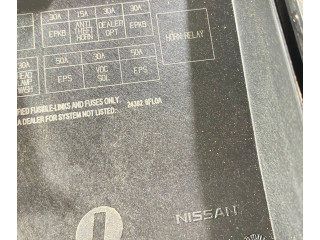 30A 15A 30A 30A
EPKB ANTI THEFT HORN DEALER OPT EPKB
HORN RELAY
30A 50A 30A 50A
HEAD LAMP WASH EPS VDC SOL EPS
FIED FUSIBLE-LINKS AND FUSES ONLY. 24382 6FL0A
A DEALER FOR SYSTEM NOT LISTED:
NISSAN